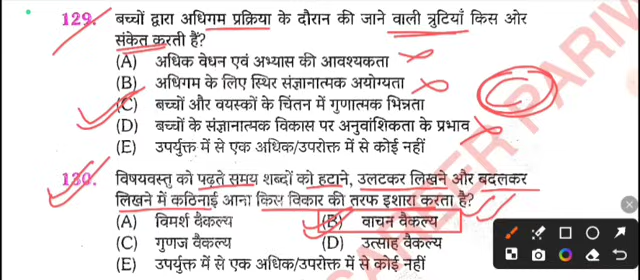 129. बच्चों द्वारा अधिगम प्रक्रिया के दौरान की जाने वाली त्रुटियाँ किस ओर
संकेत करती हैं?
(A) अधिक वेधन एवं अभ्यास की आवश्यकता
(B) अधिगम के लिए स्थिर संज्ञानात्मक अयोग्यता
(C) बच्चों और वयस्कों के चिंतन में गुणात्मक भिन्नता
(D) बच्चों के संज्ञानात्मक विकास पर अनुवांशिकता के प्रभाव
(E) उपर्युक्त में से एक अधिक/उपरोक्त में से कोई नहीं
130. विषयवस्तु को पढ़ते समय शब्दों को हटाने, उलटकर लिखने और बदलकर
लिखने में कठिनाई आना किस विकार की तरफ इशारा करता है?
(A) विमर्श वैकल्य (B) वाचन वैकल्य
(C) गुणज वैकल्य (D) उत्साह वैकल्य
(E) उपर्युक्त में से एक अधिक/उपरोक्त में से कोई नहीं
CAREER PARIW